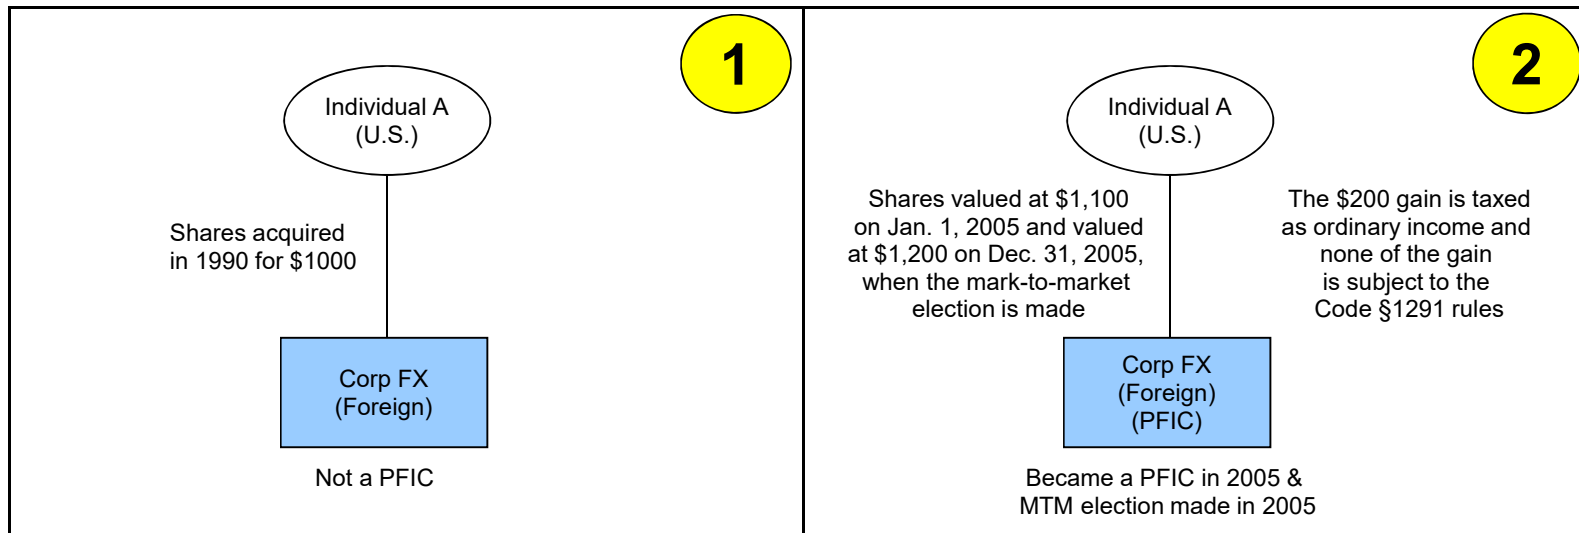 1
Individual A
(U.S.)
Shares acquired
in 1990 for $1000
Corp FX
(Foreign)
Not a PFIC
2
Individual A
(U.S.)
Shares valued at $1,100
on Jan. 1, 2005 and valued
at $1,200 on Dec. 31, 2005,
when the mark-to-market
election is made
The $200 gain is taxed
as ordinary income and
none of the gain
is subject to the
Code §1291 rules
Corp FX
(Foreign)
(PFIC)
Became a PFIC in 2005 &
MTM election made in 2005